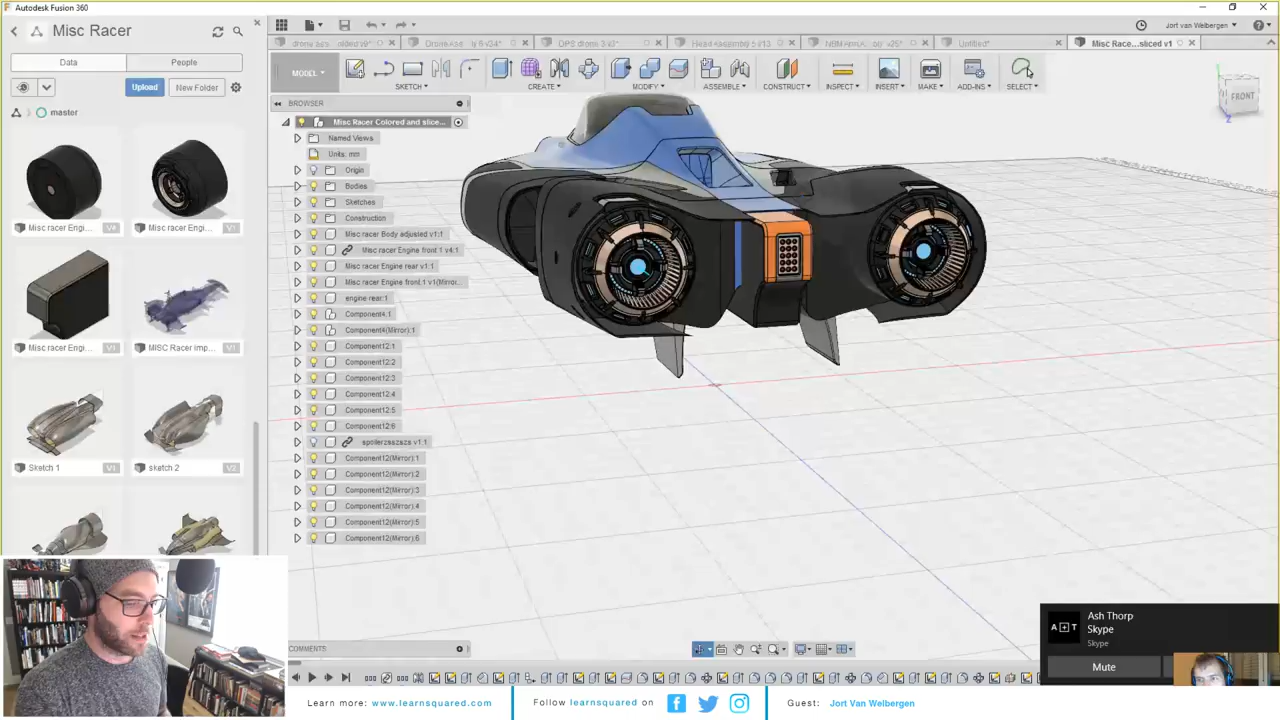 Autodesk Fusion 360
Misc Racer
Data
People
Upload
New Folder
master
Misc racer Engi...
Misc racer Engi...
V1
Misc racer Engi...
V1
MISC Racer Imp...
V1
Sketch 1
V1
sketch 2
V2
Jort van Welbergen
Head assembly
Untitled*
Misc Race...sliced v1
MODEL
SKETCH
CREATE
MODIFY
ASSEMBLE
CONSTRUCT
INSPECT
INSERT
MAKE
ADD-INS
SELECT
FRONT
BROWSER
Misc Racer Colored and slice...
Named Views
Units: mm
Origin
Bodies
Sketches
Construction
Misc racer Body adjusted v1:1
Misc racer Engine front 1 v4:1
Misc racer Engine rear v1:1
Misc racer Engine front 1 v1(Mirror...
engine rear:1
Component4:1
Component4(Mirror):1
Component12:1
Component12:2
Component12:3
Component12:4
Component12:5
Component12:6
Component12(Mirror):1
Component12(Mirror):2
Component12(Mirror):3
Component12(Mirror):4
Component12(Mirror):5
Component12(Mirror):6
COMMENTS
A + T
Ash Thorp
Skype
Skype
Mute
Learn more: www.learnsquared.com
Follow learnsquared on
Guest: Jort Van Welbergen